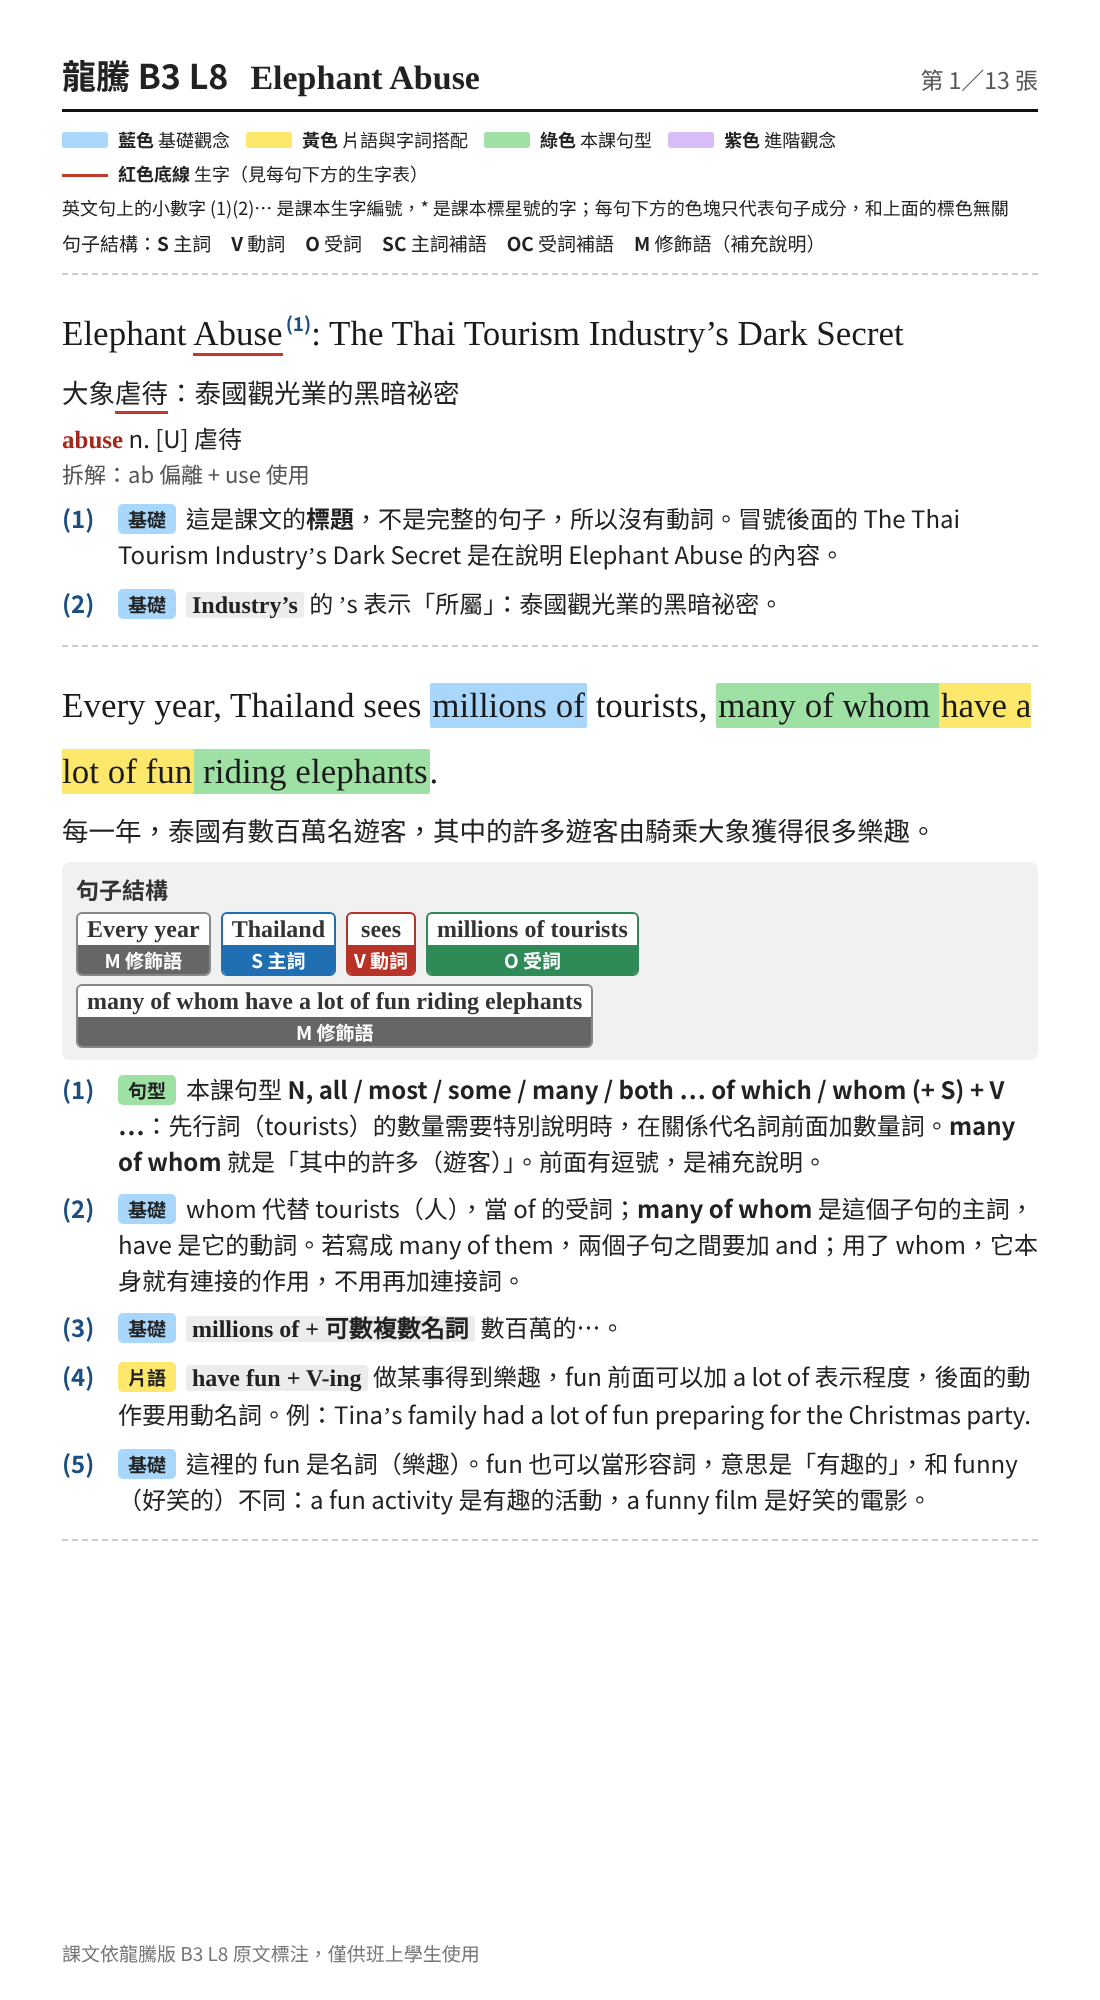 龍騰 B3 L8 Elephant Abuse
第 1／13 張
藍色 基礎觀念 黃色 片語與字詞搭配 綠色 本課句型 紫色 進階觀念
紅色底線 生字（見每句下方的生字表）
英文句上的小數字 (1)(2)… 是課本生字編號，* 是課本標星號的字；每句下方的色塊只代表句子成分，和上面的標色無關
句子結構：S 主詞 V 動詞 O 受詞 SC 主詞補語 OC 受詞補語 M 修飾語（補充說明）
Elephant Abuse(1): The Thai Tourism Industry’s Dark Secret
大象虐待：泰國觀光業的黑暗祕密
abuse n. [U] 虐待
拆解：ab 偏離 + use 使用
(1) 基礎 這是課文的標題，不是完整的句子，所以沒有動詞。冒號後面的 The Thai
Tourism Industry’s Dark Secret 是在說明 Elephant Abuse 的內容。
(2) 基礎 Industry’s 的 ’s 表示「所屬」：泰國觀光業的黑暗祕密。
Every year, Thailand sees millions of tourists, many of whom have a
lot of fun riding elephants.
每一年，泰國有數百萬名遊客，其中的許多遊客由騎乘大象獲得很多樂趣。
句子結構
Every year Thailand sees millions of tourists
M 修飾語 S 主詞 V 動詞 O 受詞
many of whom have a lot of fun riding elephants
M 修飾語
(1) 句型 本課句型 N, all / most / some / many / both … of which / whom (+ S) + V
…：先行詞（tourists）的數量需要特別說明時，在關係代名詞前面加數量詞。many
of whom 就是「其中的許多（遊客）」。前面有逗號，是補充說明。
(2) 基礎 whom 代替 tourists（人），當 of 的受詞；many of whom 是這個子句的主詞，
have 是它的動詞。若寫成 many of them，兩個子句之間要加 and；用了 whom，它本
身就有連接的作用，不用再加連接詞。
(3) 基礎 millions of + 可數複數名詞 數百萬的…。
(4) 片語 have fun + V-ing 做某事得到樂趣，fun 前面可以加 a lot of 表示程度，後面的動
作要用動名詞。例：Tina’s family had a lot of fun preparing for the Christmas party.
(5) 基礎 這裡的 fun 是名詞（樂趣）。fun 也可以當形容詞，意思是「有趣的」，和 funny
（好笑的）不同：a fun activity 是有趣的活動，a funny film 是好笑的電影。
課文依龍騰版 B3 L8 原文標注，僅供班上學生使用